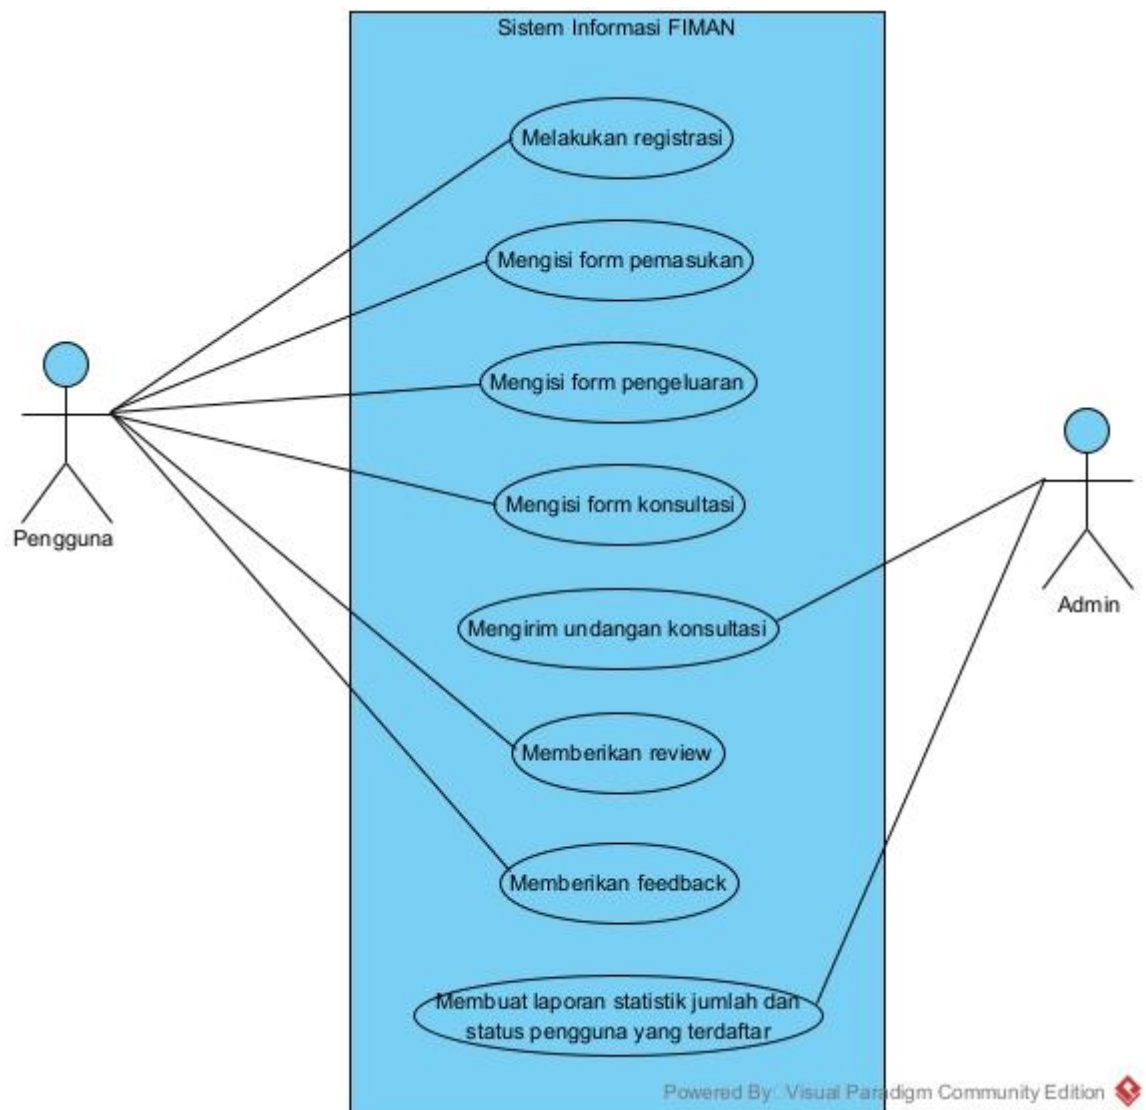 Sistem Informasi FIMAN
Melakukan registrasi
Mengisi form pemasukan
Mengisi form pengeluaran
Mengisi form konsultasi
Pengguna
Admin
Mengirim undangan konsultasi
Memberikan review
Memberikan feedback
Membuat laporan statistik jumlah dan
status pengguna yang terdaftar
Powered By Visual Paradigm Community Edition